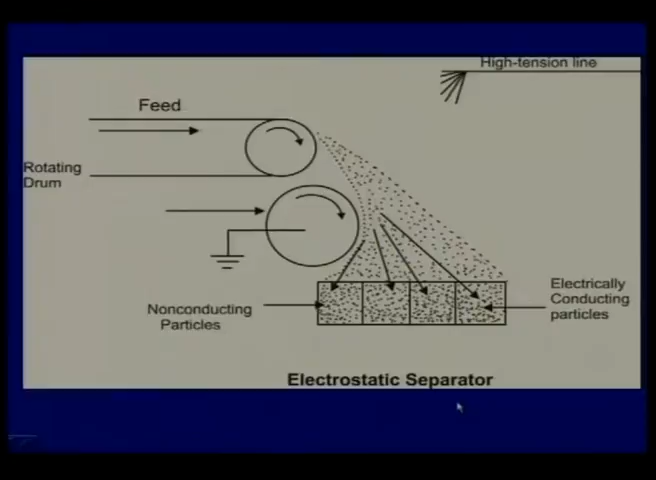 High-tension line
Feed
Rotating
Drum
Electrically
Conducting
particles
Nonconducting
Particles
Electrostatic Separator